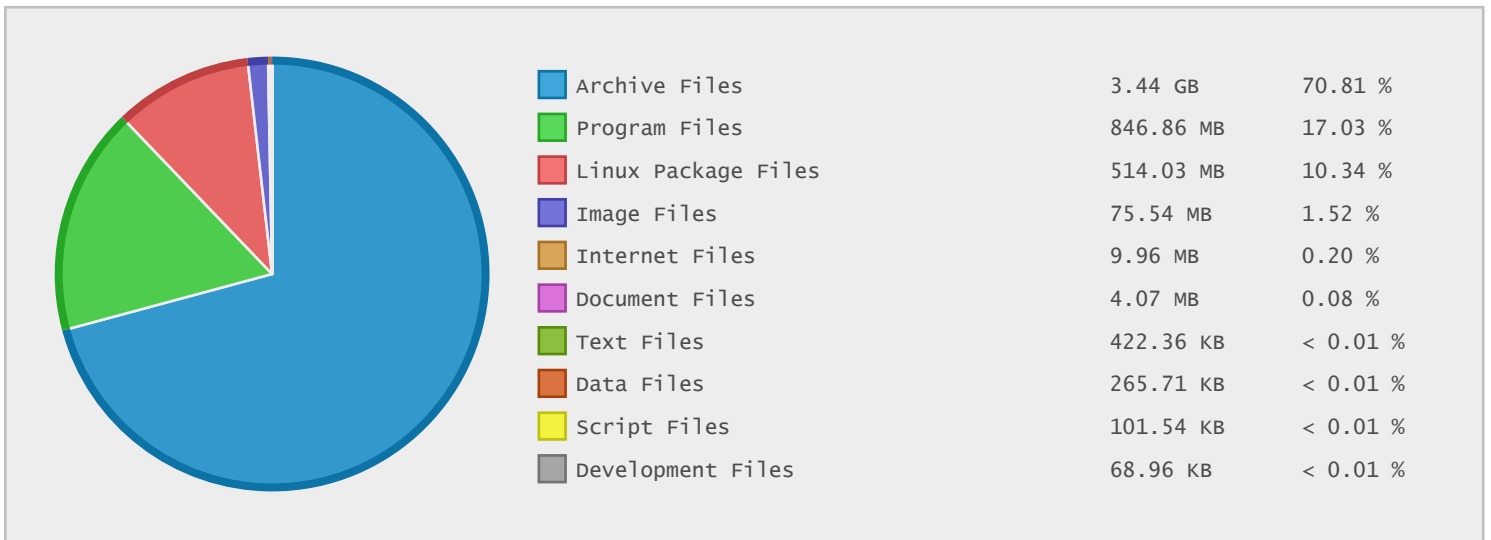 Archive Files 3.44 GB 70.81 %
Program Files 846.86 MB 17.03 %
Linux Package Files 514.03 MB 10.34 %
Image Files 75.54 MB 1.52 %
Internet Files 9.96 MB 0.20 %
Document Files 4.07 MB 0.08 %
Text Files 422.36 KB < 0.01 %
Data Files 265.71 KB < 0.01 %
Script Files 101.54 KB < 0.01 %
Development Files 68.96 KB < 0.01 %